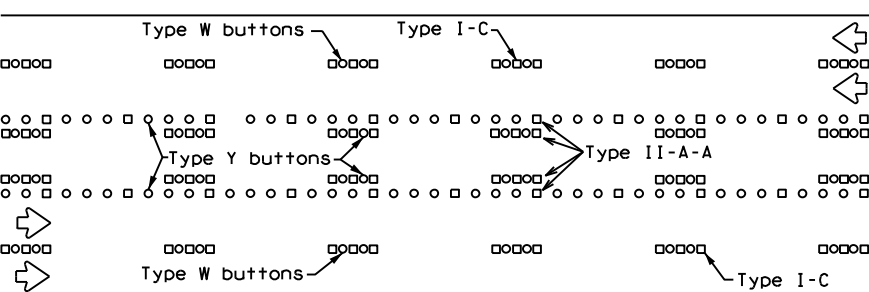 Type W buttons
Type I-C
Type Y buttons
Type II-A-A
Type W buttons
Type I-C